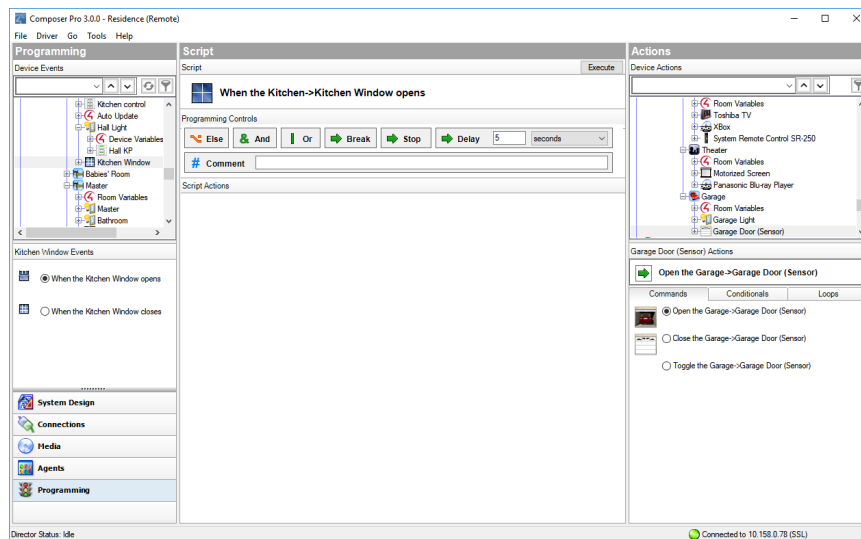 Composer Pro 3.0.0 - Residence (Remote)
File Driver Go Tools Help
Programming
Device Events
Kitchen control
Auto Update
Hall Light
Device Variables
Hall KP
Kitchen Window
Babies' Room
Master
Room Variables
Master
Bathroom
Kitchen Window Events
When the Kitchen Window opens
When the Kitchen Window closes
System Design
Connections
Media
Agents
Programming
Script
Script Execute
When the Kitchen->Kitchen Window opens
Programming Controls
Else & And Or Break Stop Delay 5 seconds
# Comment
Script Actions
Actions
Device Actions
Room Variables
Toshiba TV
XBox
System Remote Control SR-250
Theater
Room Variables
Motorized Screen
Panasonic Blu-ray Player
Garage
Room Variables
Garage Light
Garage Door (Sensor)
Garage Door (Sensor) Actions
Open the Garage->Garage Door (Sensor)
Commands Conditionals Loops
Open the Garage->Garage Door (Sensor)
Close the Garage->Garage Door (Sensor)
Toggle the Garage->Garage Door (Sensor)
Director Status: Idle
Connected to 10.158.0.78 (SSL)